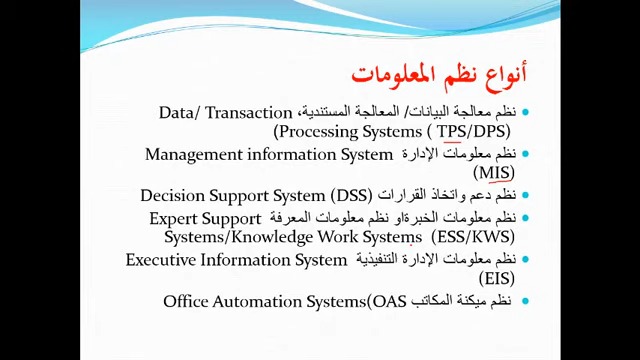 أنواع نظم المعلومات
نظم معالجة البيانات/ المعالجة المستندية، Data/ Transaction
Processing Systems ( TPS/DPS)
نظم معلومات الإدارة Management information System
(MIS)
نظم دعم واتخاذ القرارات Decision Support System (DSS)
نظم معلومات الخبرةاو نظم معلومات المعرفة Expert Support
Systems/Knowledge Work Systems (ESS/KWS)
نظم معلومات الإدارة التنفيذية Executive Information System
(EIS)
نظم ميكنة المكاتب Office Automation Systems(OAS